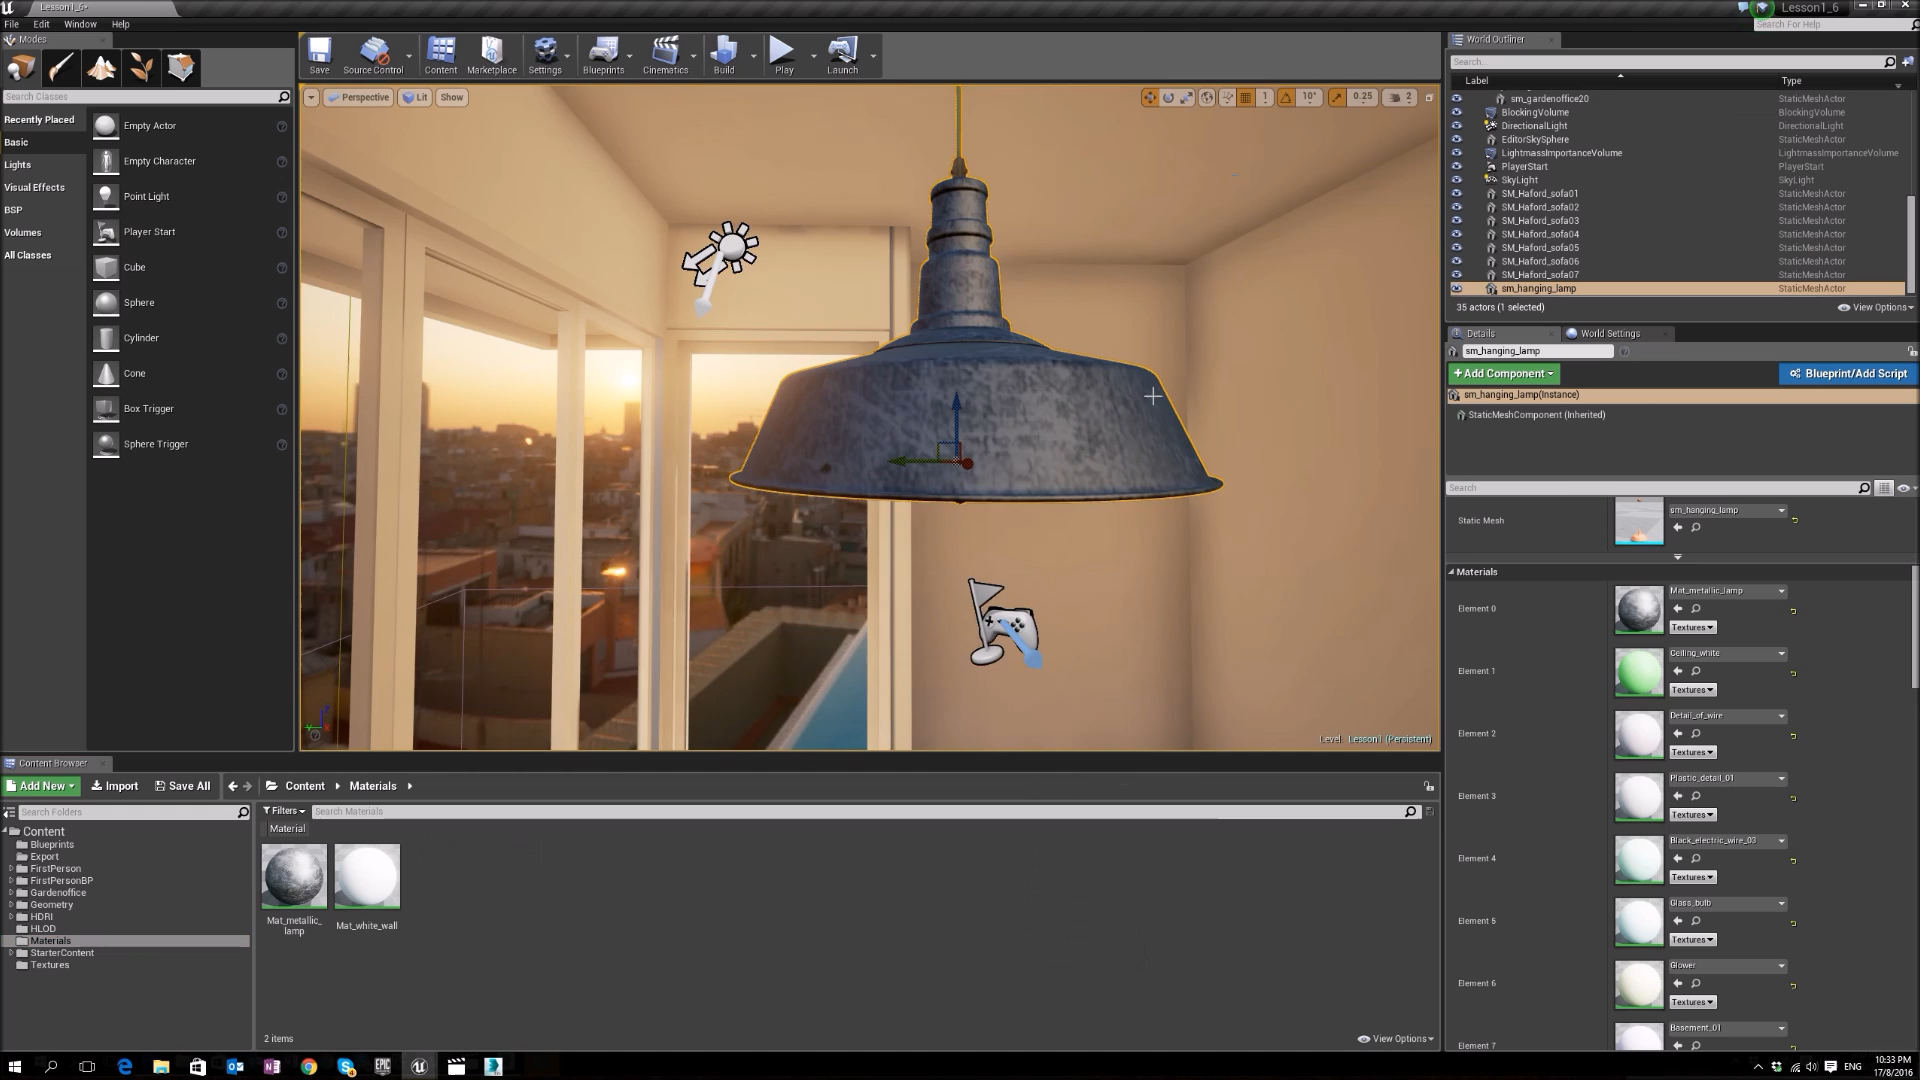 Lesson1_6*
Lesson1_6
File Edit Window Help
Search For Help
Modes
Search Classes
Recently Placed
Basic
Lights
Visual Effects
BSP
Volumes
All Classes
Empty Actor
Empty Character
Point Light
Player Start
Cube
Sphere
Cylinder
Cone
Box Trigger
Sphere Trigger
Save Source Control Content Marketplace Settings Blueprints Cinematics Build Play Launch
Perspective Lit Show
1 10° 0.25 2
Level: Lesson1 (Persistent)
World Outliner
Search...
Label Type
sm_gardenoffice20 StaticMeshActor
BlockingVolume BlockingVolume
DirectionalLight DirectionalLight
EditorSkySphere StaticMeshActor
LightmassImportanceVolume LightmassImportanceVolume
PlayerStart PlayerStart
SkyLight SkyLight
SM_Haford_sofa01 StaticMeshActor
SM_Haford_sofa02 StaticMeshActor
SM_Haford_sofa03 StaticMeshActor
SM_Haford_sofa04 StaticMeshActor
SM_Haford_sofa05 StaticMeshActor
SM_Haford_sofa06 StaticMeshActor
SM_Haford_sofa07 StaticMeshActor
sm_hanging_lamp StaticMeshActor
35 actors (1 selected) View Options
Details World Settings
sm_hanging_lamp
+Add Component Blueprint/Add Script
sm_hanging_lamp(Instance)
StaticMeshComponent (Inherited)
Search
Static Mesh sm_hanging_lamp
Materials
Element 0 Mat_metallic_lamp
Textures
Element 1 Ceiling_white
Textures
Element 2 Detail_of_wire
Textures
Element 3 Plastic_detail_01
Textures
Element 4 Black_electric_wire_03
Textures
Element 5 Glass_bulb
Textures
Element 6 Glower
Textures
Element 7 Basement_01
Content Browser
Add New Import Save All Content Materials
Search Folders
Content
Blueprints
Export
FirstPerson
FirstPersonBP
Gardenoffice
Geometry
HDRI
HLOD
Materials
StarterContent
Textures
Filters Search Materials
Material
Mat_metallic_
lamp
Mat_white_wall
2 items View Options
EPIC
ENG
10:33 PM
17/8/2016